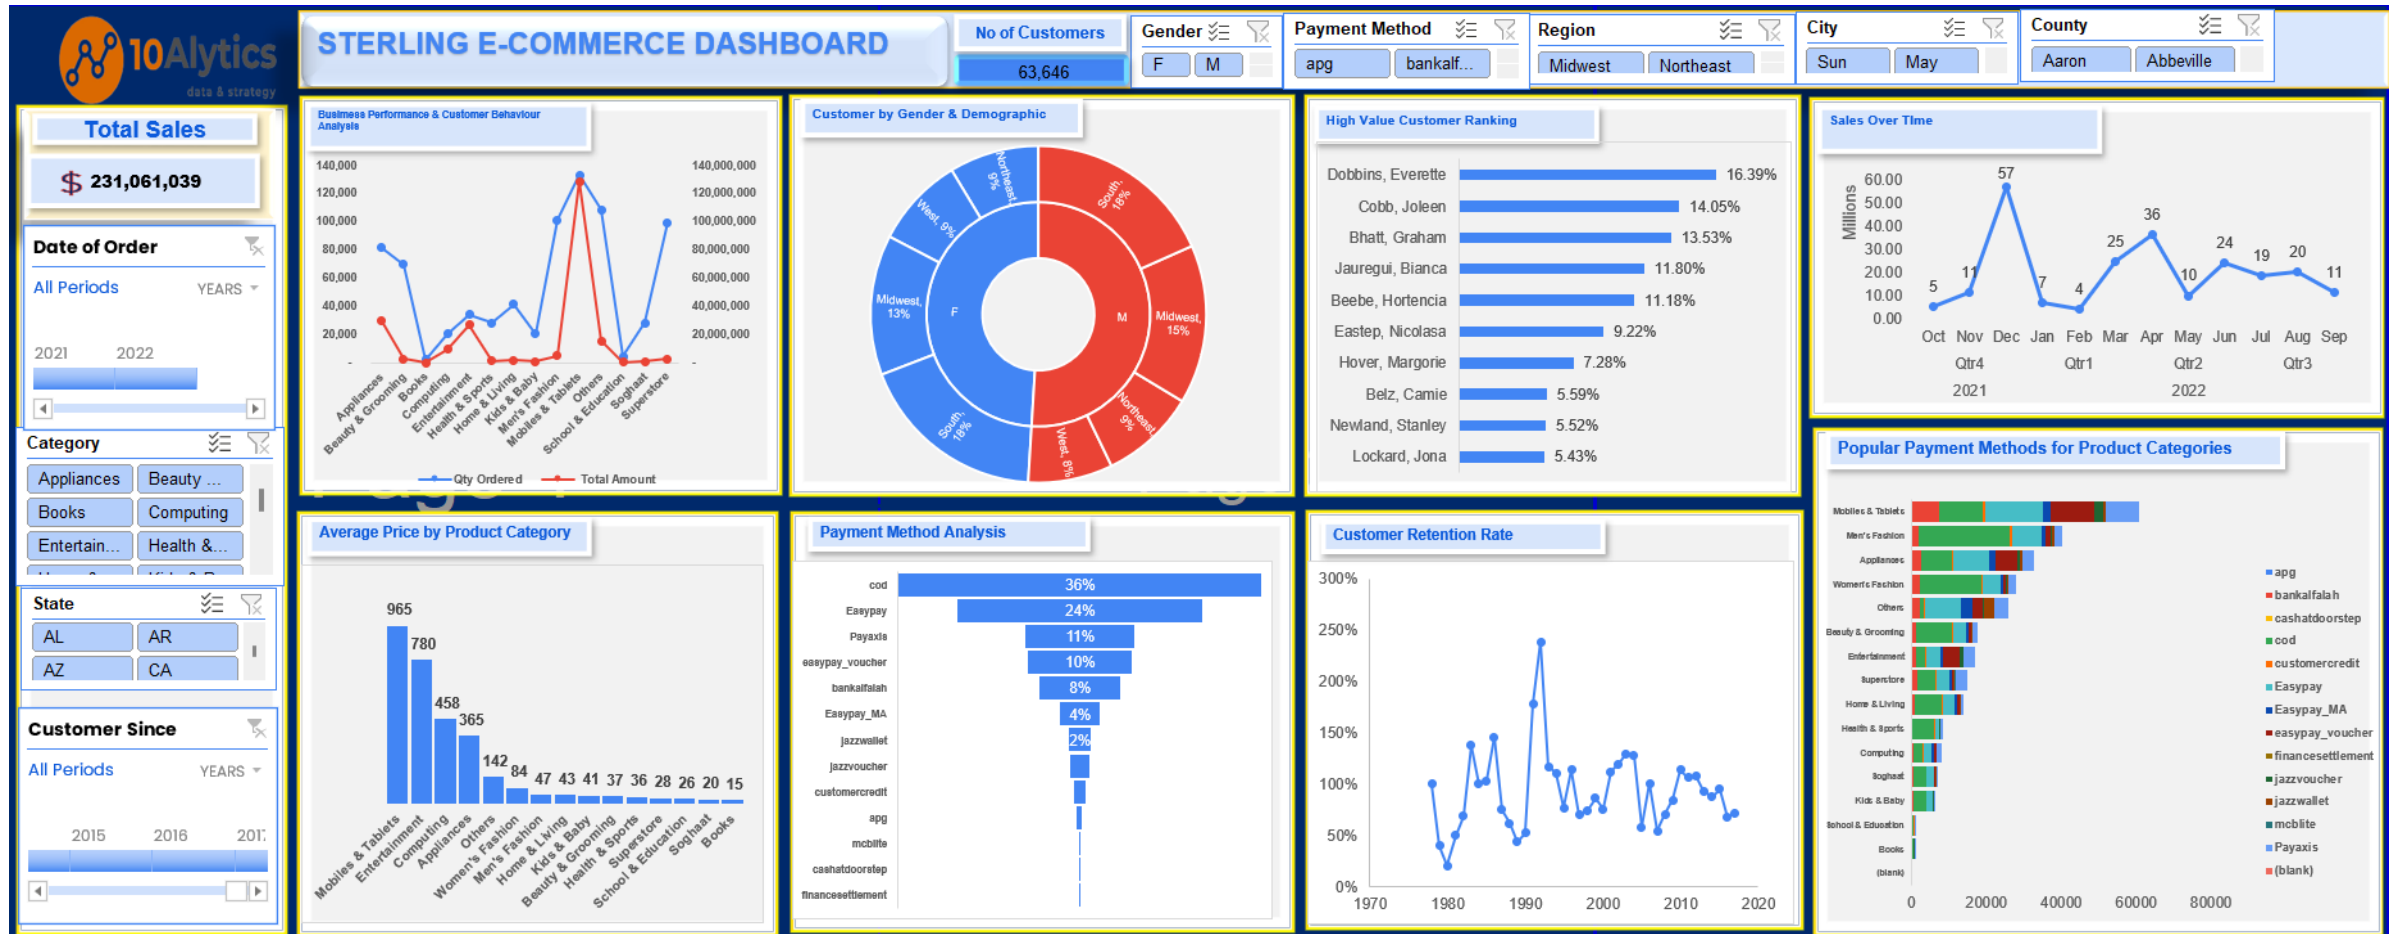 10Alytics
data & strategy
STERLING E-COMMERCE DASHBOARD
No of Customers
63,646
Gender
F
M
Payment Method
apg
bankalf...
Region
Midwest
Northeast
City
Sun
May
County
Aaron
Abbeville
Total Sales
$ 231,061,039
Date of Order
All Periods
YEARS
2021
2022
Category
Appliances
Beauty ...
Books
Computing
Entertain...
Health &...
State
AL
AR
AZ
CA
Customer Since
All Periods
YEARS
2015
2016
Business Performance & Customer Behaviour
Analysis
140,000
120,000
100,000
80,000
60,000
40,000
20,000
-
140,000,000
120,000,000
100,000,000
80,000,000
60,000,000
40,000,000
20,000,000
-
Appliances
Beauty & Grooming
Books
Computing
Entertainment
Health & Sports
Home & Living
Kids & Baby
Men's Fashion
Mobiles & Tablets
Others
School & Education
Soghaat
Superstore
Qty Ordered
Total Amount
Customer by Gender & Demographic
Northeast,
9%
West, 9%
Midwest,
13%
South,
18%
F
M
South,
18%
Midwest,
15%
Northeast,
9%
West, 8%
High Value Customer Ranking
Dobbins, Everette 16.39%
Cobb, Joleen 14.05%
Bhatt, Graham 13.53%
Jauregui, Bianca 11.80%
Beebe, Hortencia 11.18%
Eastep, Nicolasa 9.22%
Hover, Margorie 7.28%
Belz, Camie 5.59%
Newland, Stanley 5.52%
Lockard, Jona 5.43%
Sales Over TIme
Millions
60.00
50.00
40.00
30.00
20.00
10.00
0.00
5
11
57
7
4
25
36
10
24
19
20
11
Oct Nov Dec Jan Feb Mar Apr May Jun Jul Aug Sep
Qtr4 Qtr1 Qtr2 Qtr3
2021 2022
Average Price by Product Category
965
780
458
365
142
84
47
43
41
37
36
28
26
20
15
Mobiles & Tablets
Entertainment
Computing
Appliances
Others
Women's Fashion
Men's Fashion
Home & Living
Kids & Baby
Beauty & Grooming
Health & Sports
Superstore
School & Education
Soghaat
Books
Payment Method Analysis
cod 36%
Easypay 24%
Payaxis 11%
easypay_voucher 10%
bankalfalah 8%
Easypay_MA 4%
jazzwallet 2%
jazzvoucher
customercredit
apg
mcblite
cashatdoorstep
financesettlement
Customer Retention Rate
300%
250%
200%
150%
100%
50%
0%
1970 1980 1990 2000 2010 2020
Popular Payment Methods for Product Categories
Mobiles & Tablets
Men's Fashion
Appliances
Women's Fashion
Others
Beauty & Grooming
Entertainment
Superstore
Home & Living
Health & Sports
Computing
Soghaat
Kids & Baby
School & Education
Books
(blank)
0 20000 40000 60000 80000
apg
bankalfalah
cashatdoorstep
cod
customercredit
Easypay
Easypay_MA
easypay_voucher
financesettlement
jazzvoucher
jazzwallet
mcblite
Payaxis
(blank)